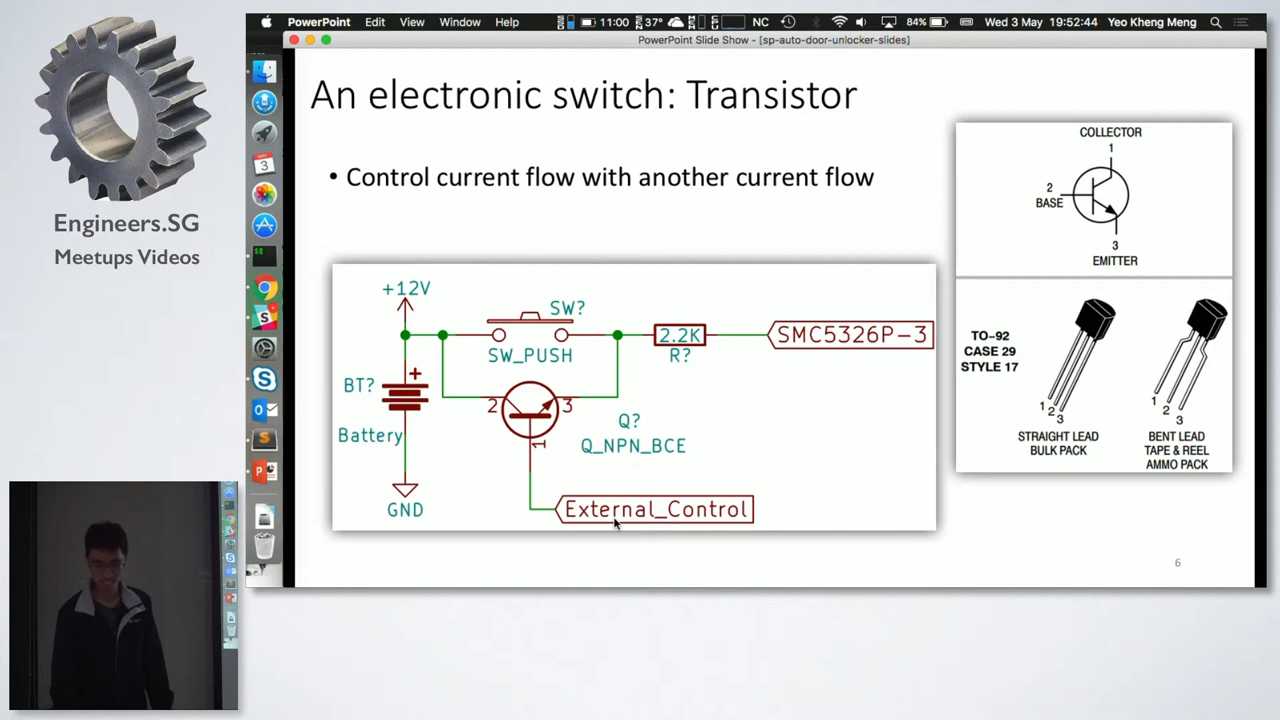 PowerPoint Edit View Window Help
11:00 37° NC 84% Wed 3 May 19:52:44 Yeo Kheng Meng
PowerPoint Slide Show - [sp-auto-door-unlocker-slides]
Engineers.SG
Meetups Videos
An electronic switch: Transistor
• Control current flow with another current flow
+12V
SW?
SW_PUSH
2.2K
R?
SMC5326P-3
BT?
+
Battery
GND
2
3
1
Q?
Q_NPN_BCE
External_Control
COLLECTOR
1
2
BASE
3
EMITTER
TO-92
CASE 29
STYLE 17
1
2
3
STRAIGHT LEAD
BULK PACK
1
2
3
BENT LEAD
TAPE & REEL
AMMO PACK
6